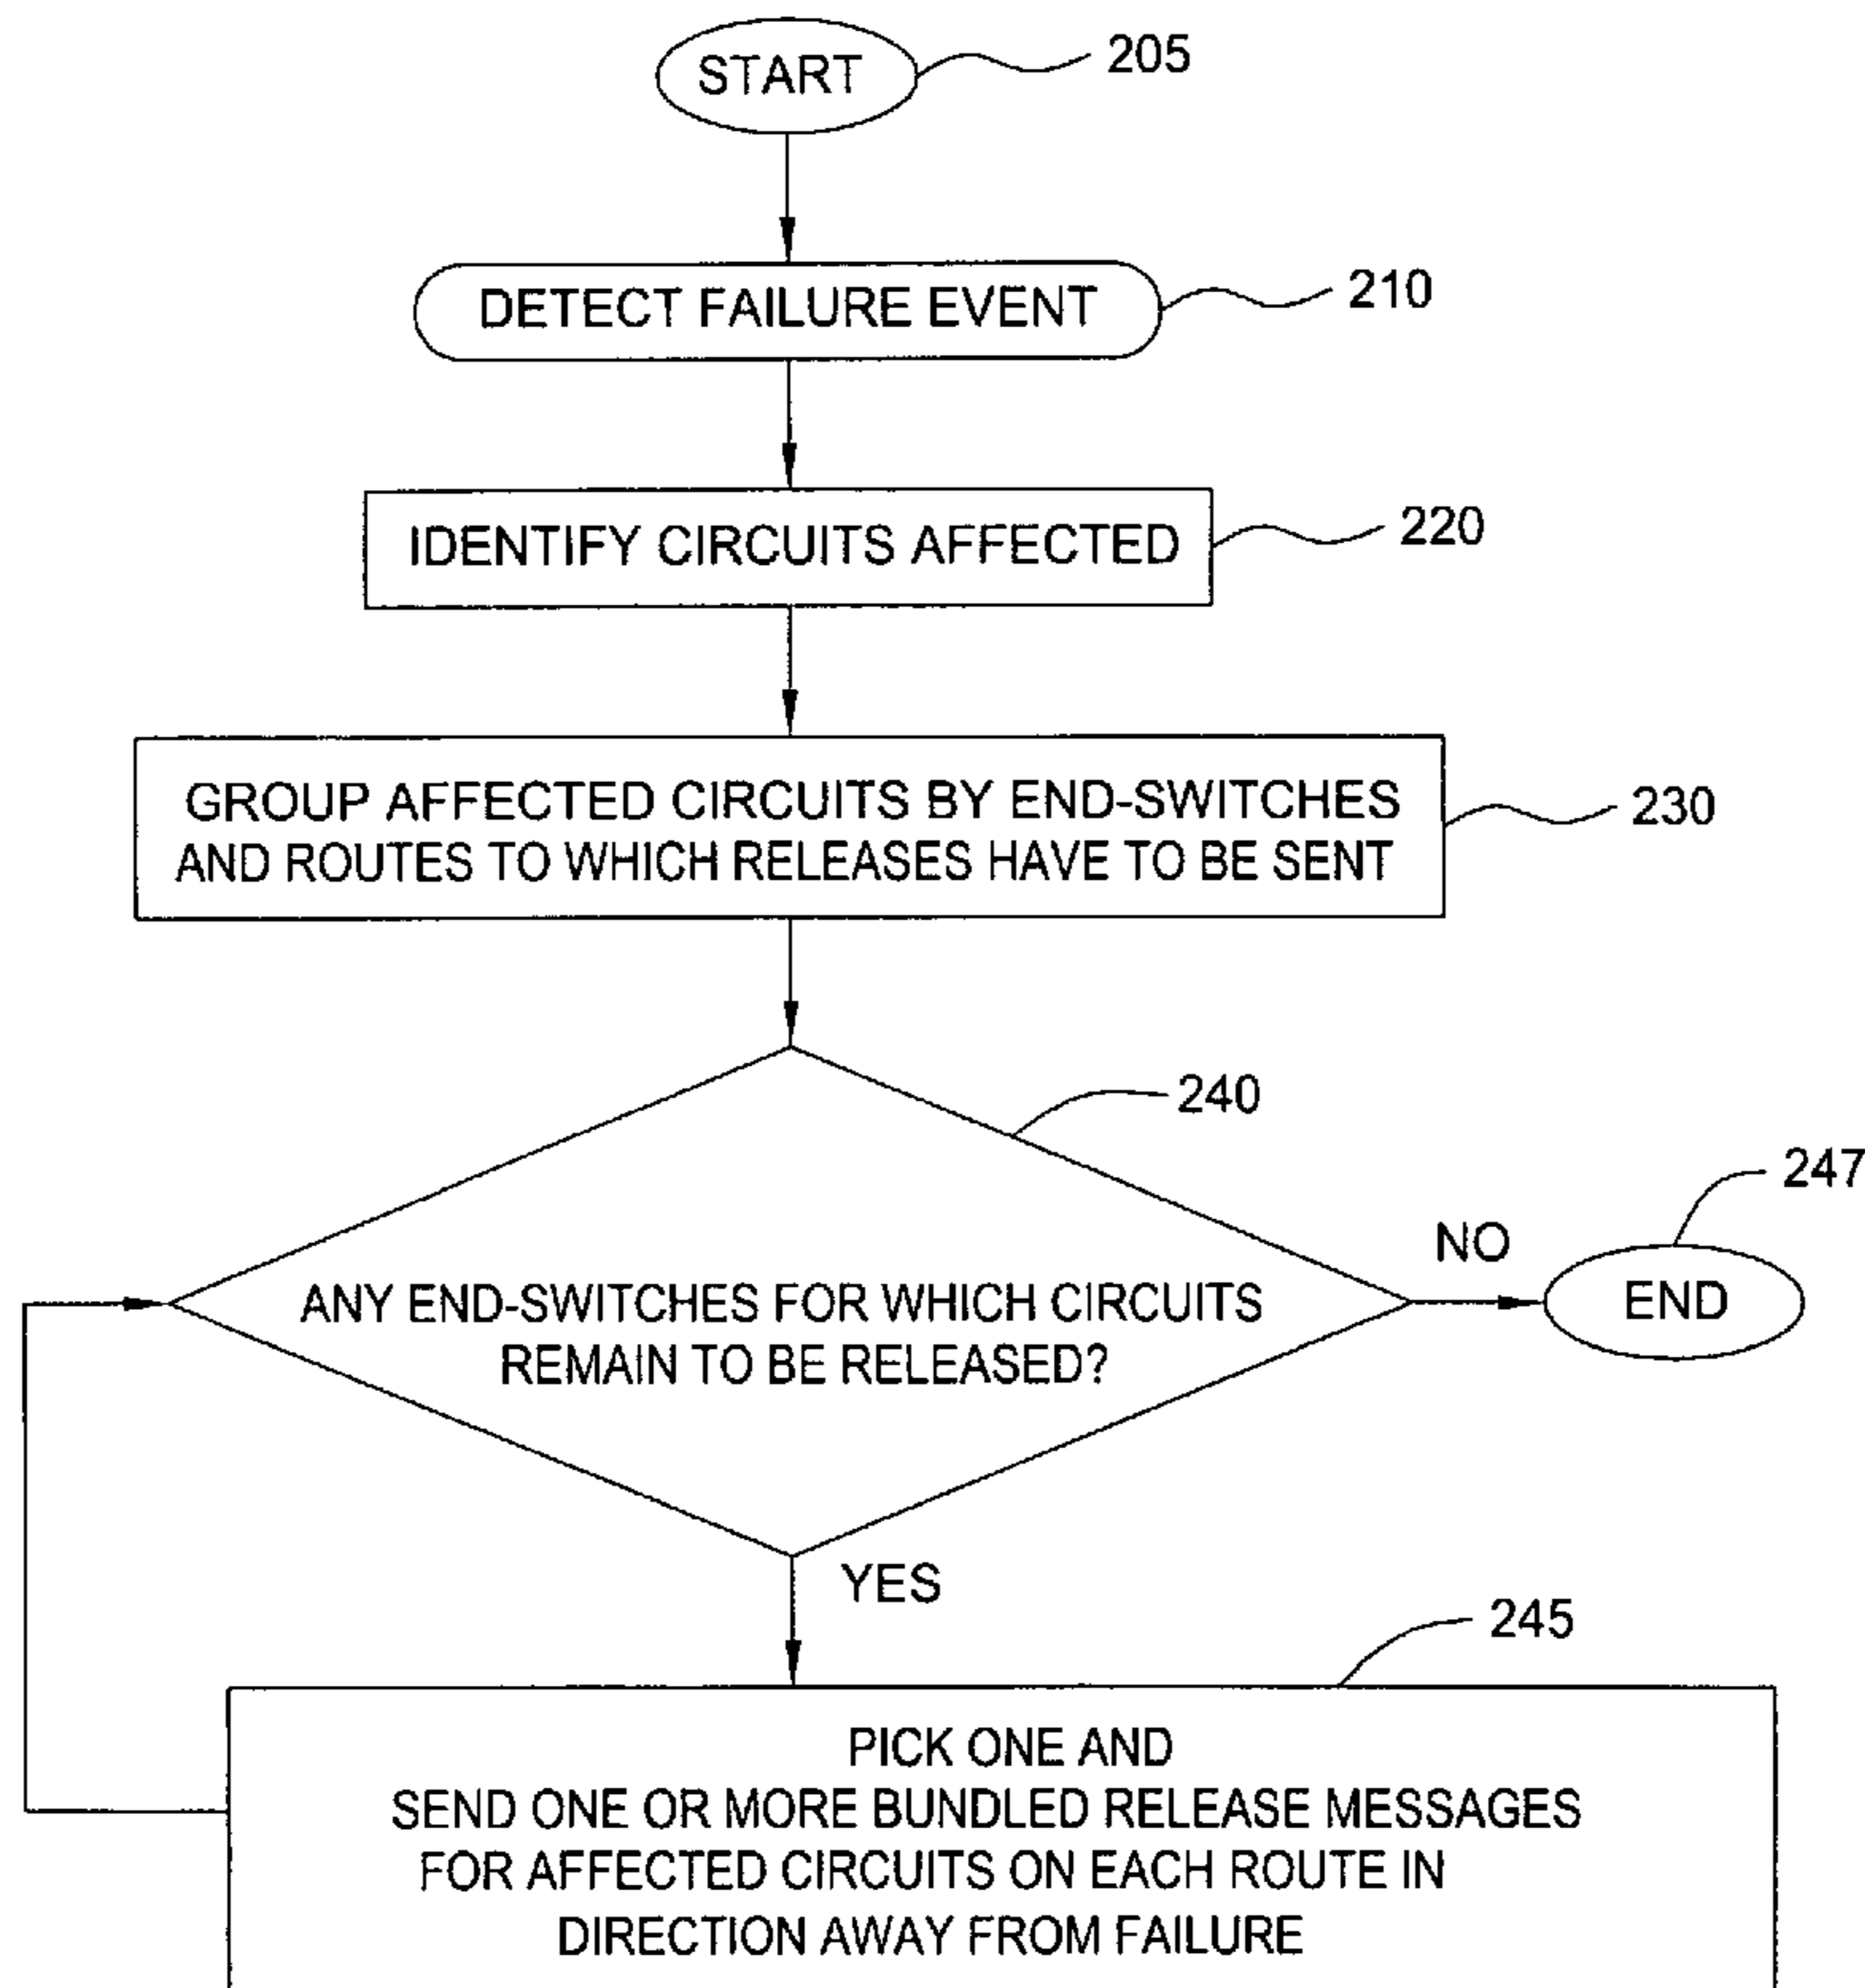 START
205
DETECT FAILURE EVENT
210
IDENTIFY CIRCUITS AFFECTED
220
GROUP AFFECTED CIRCUITS BY END-SWITCHES
AND ROUTES TO WHICH RELEASES HAVE TO BE SENT
230
240
ANY END-SWITCHES FOR WHICH CIRCUITS
REMAIN TO BE RELEASED?
NO
247
END
YES
245
PICK ONE AND
SEND ONE OR MORE BUNDLED RELEASE MESSAGES
FOR AFFECTED CIRCUITS ON EACH ROUTE IN
DIRECTION AWAY FROM FAILURE